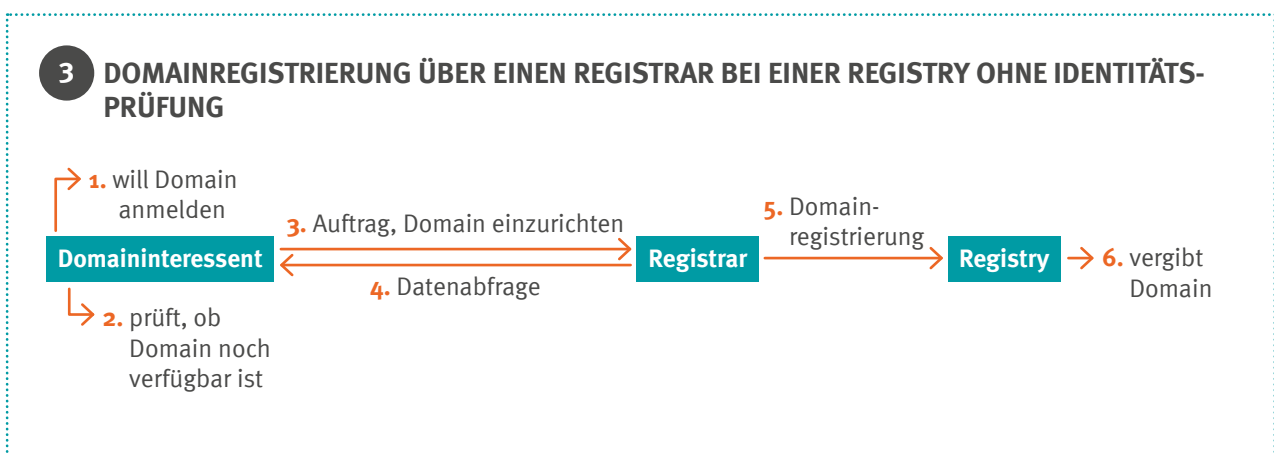 3 DOMAINREGISTRIERUNG ÜBER EINEN REGISTRAR BEI EINER REGISTRY OHNE IDENTITÄTS-
PRÜFUNG
1. will Domain
anmelden
Domaininteressent
2. prüft, ob
Domain noch
verfügbar ist
3. Auftrag, Domain einzurichten
4. Datenabfrage
Registrar
5. Domain-
registrierung
Registry
6. vergibt
Domain